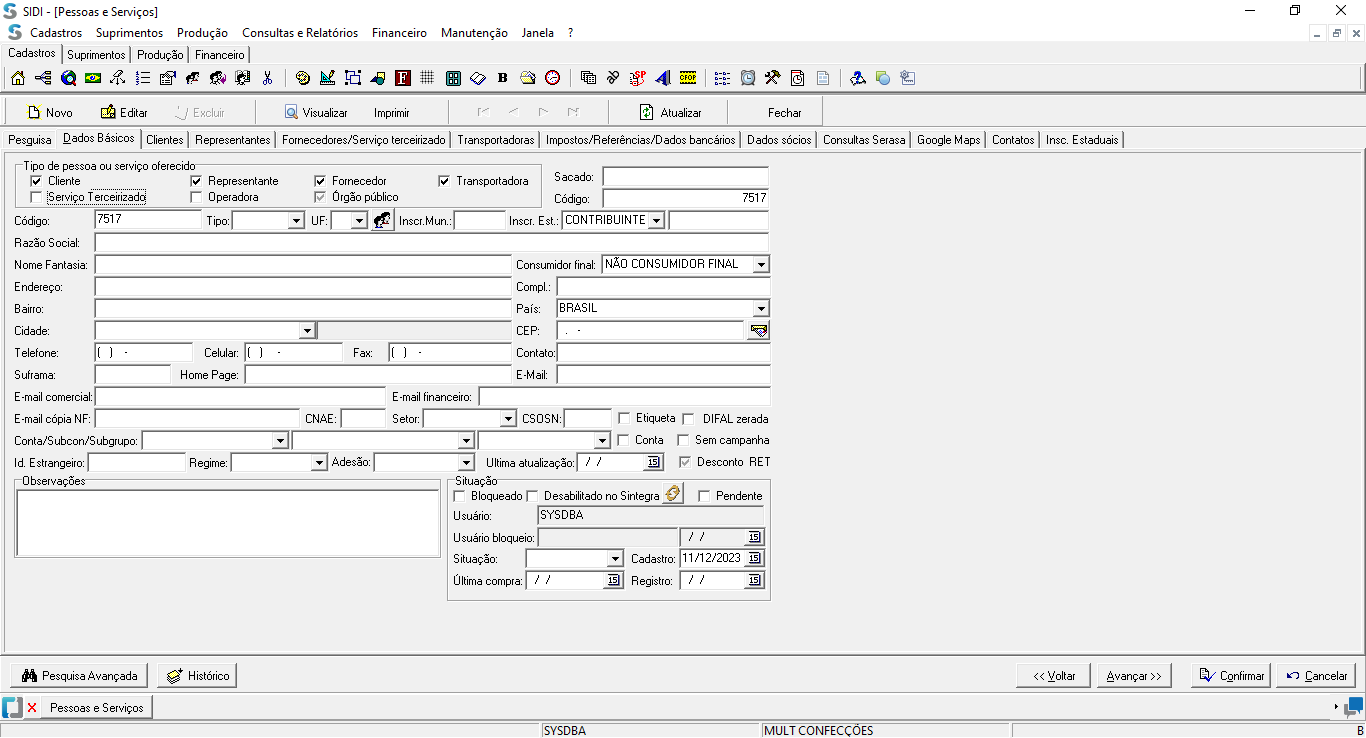 SIDI - [Pessoas e Serviços]
Cadastros Suprimentos Produção Consultas e Relatórios Financeiro Manutenção Janela ?
Cadastros Suprimentos Produção Financeiro
F B SP CFOP
Novo Editar Excluir Visualizar Imprimir Atualizar Fechar
Pesquisa Dados Básicos Clientes Representantes Fornecedores/Serviço terceirizado Transportadoras Impostos/Referências/Dados bancários Dados sócios Consultas Serasa Google Maps Contatos Insc. Estaduais
Tipo de pessoa ou serviço oferecido
Cliente Representante Fornecedor Transportadora
Serviço Terceirizado Operadora Órgão público
Sacado:
Código: 7517
Código: 7517 Tipo: UF: Inscr.Mun.: Inscr. Est.: CONTRIBUINTE
Razão Social:
Nome Fantasia: Consumidor final: NÃO CONSUMIDOR FINAL
Endereço: Compl.:
Bairro: País: BRASIL
Cidade: CEP: . -
Telefone: ( ) - Celular: ( ) - Fax: ( ) - Contato:
Suframa: Home Page: E-Mail:
E-mail comercial: E-mail financeiro:
E-mail cópia NF: CNAE: Setor: CSOSN: Etiqueta DIFAL zerada
Conta/Subcon/Subgrupo: Conta Sem campanha
Id. Estrangeiro: Regime: Adesão: Ultima atualização: / / 15 Desconto RET
Observações
Situação
Bloqueado Desabilitado no Sintegra Pendente
Usuário: SYSDBA
Usuário bloqueio: / / 15
Situação: Cadastro: 11/12/2023 15
Última compra: / / 15 Registro: / / 15
Pesquisa Avançada Histórico << Voltar Avançar >> Confirmar Cancelar
Pessoas e Serviços
SYSDBA MULT CONFECÇÕES B